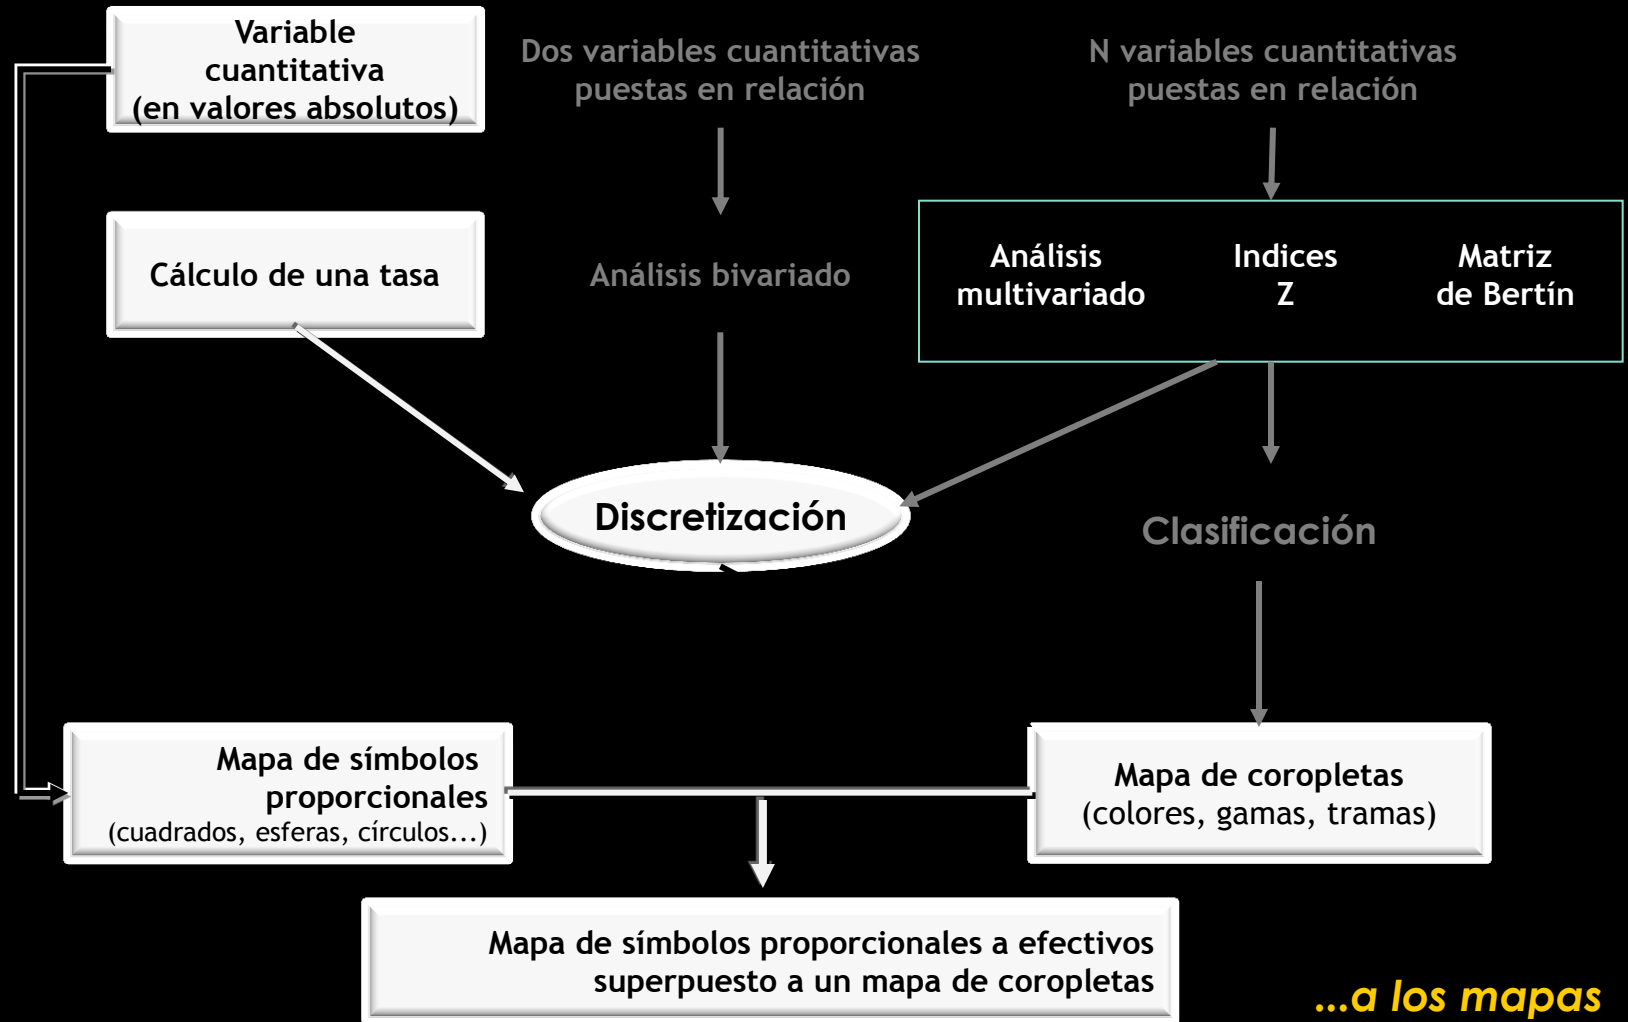 Variable
cuantitativa
(en valores absolutos)
Dos variables cuantitativas
puestas en relación
N variables cuantitativas
puestas en relación
Cálculo de una tasa
Análisis bivariado
Análisis
multivariado
Indices
Z
Matriz
de Bertín
Discretización
Clasificación
Mapa de símbolos
proporcionales
(cuadrados, esferas, círculos...)
Mapa de coropletas
(colores, gamas, tramas)
Mapa de símbolos proporcionales a efectivos
superpuesto a un mapa de coropletas
...a los mapas